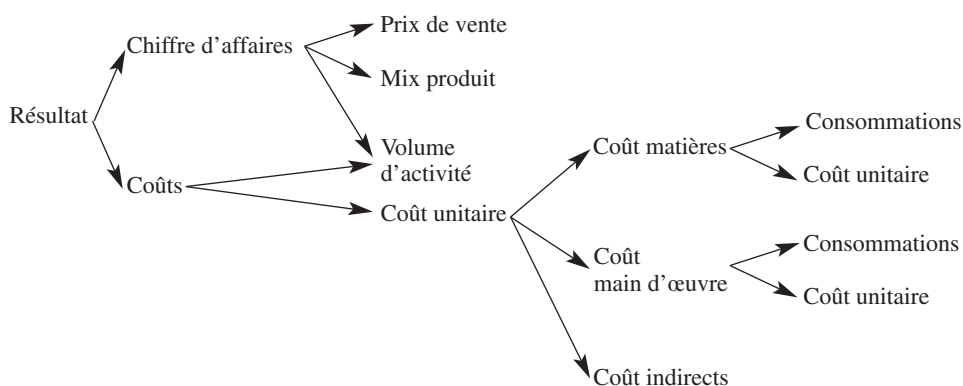 Résultat
Chiffre d'affaires
Coûts
Prix de vente
Mix produit
Volume
d'activité
Coût unitaire
Coût matières
Coût
main d'œuvre
Coût indirects
Consommations
Coût unitaire
Consommations
Coût unitaire